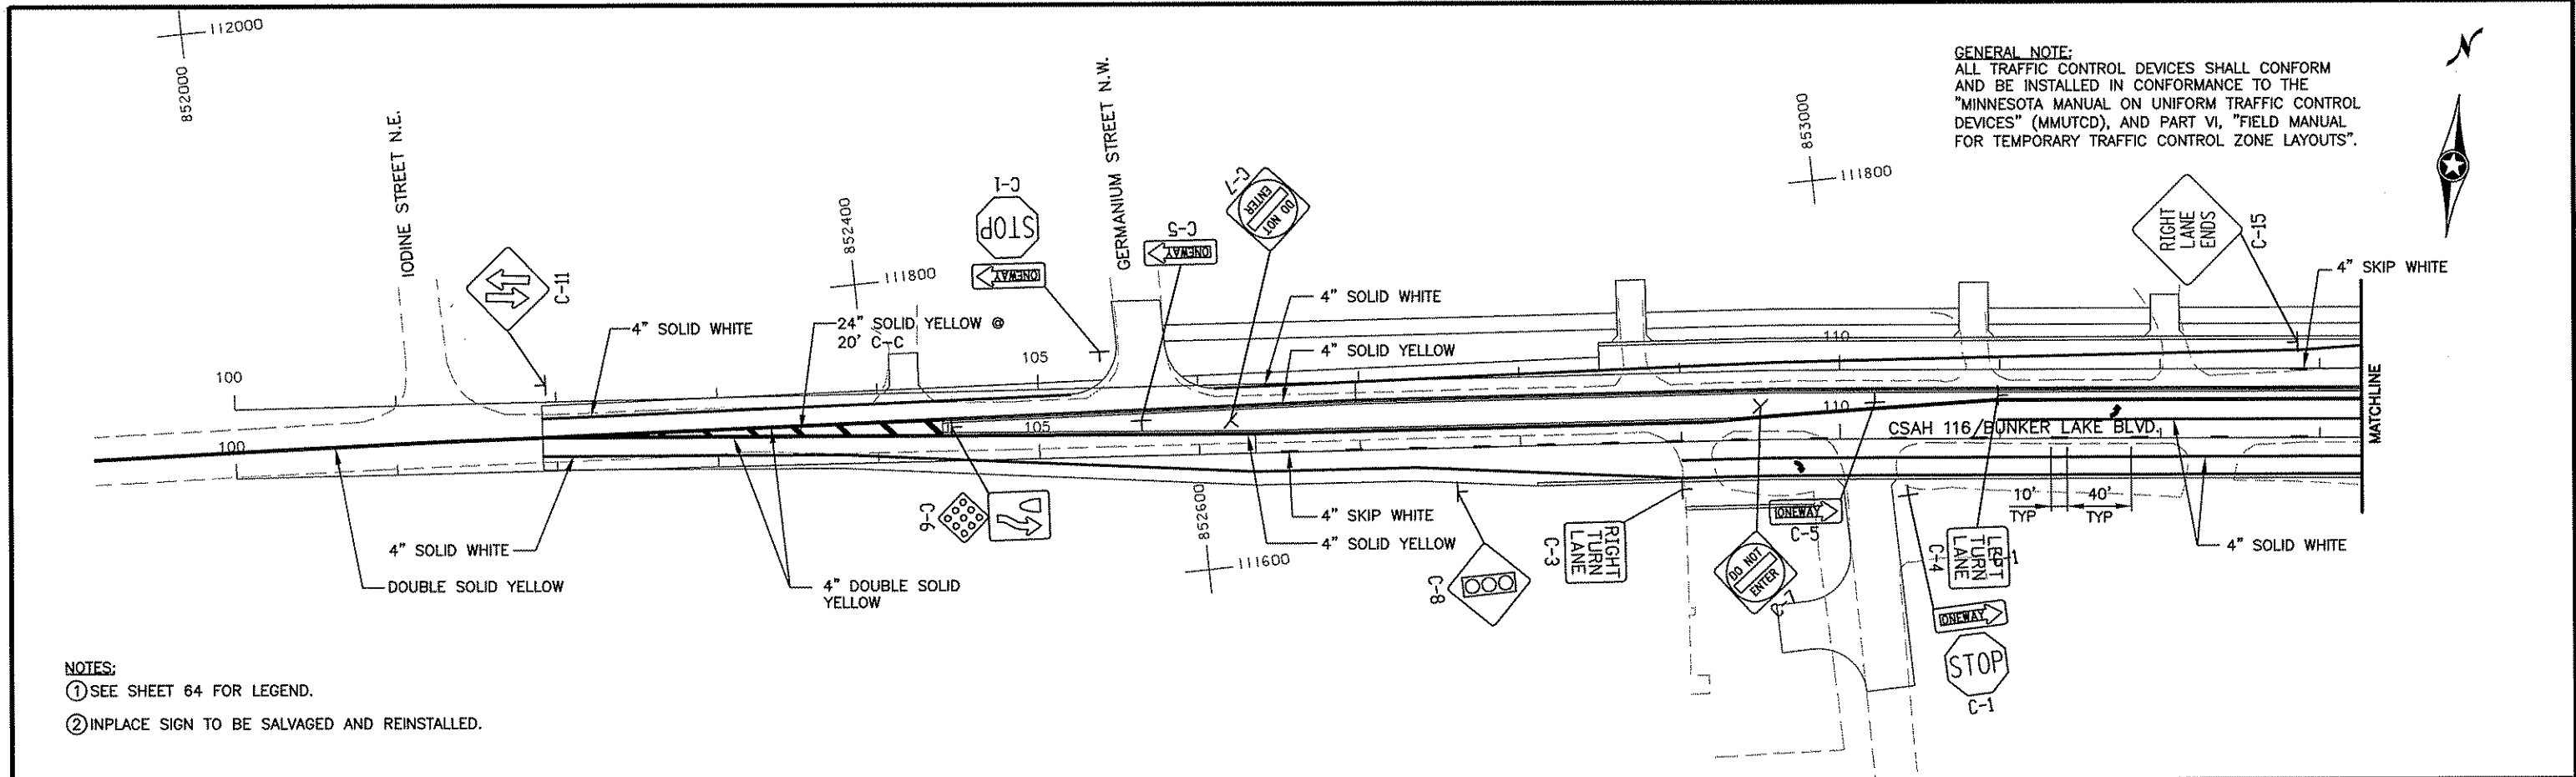 112000
852000
IODINE STREET N.E.
GERMANIUM STREET N.W.
GENERAL NOTE:
ALL TRAFFIC CONTROL DEVICES SHALL CONFORM
AND BE INSTALLED IN CONFORMANCE TO THE
"MINNESOTA MANUAL ON UNIFORM TRAFFIC CONTROL
DEVICES" (MMUTCD), AND PART VI, "FIELD MANUAL
FOR TEMPORARY TRAFFIC CONTROL ZONE LAYOUTS".
N
853000
111800
852400
111800
C-1
STOP
ONEWAY
C-5
ONEWAY
C-7
DO NOT
ENTER
RIGHT
LANE
ENDS
C-15
C-11
4" SKIP WHITE
4" SOLID WHITE
24" SOLID YELLOW @
20' C-C
4" SOLID WHITE
4" SOLID YELLOW
100
105
110
100
105
110
CSAH 116/BUNKER LAKE BLVD.
MATCHLINE
C-6
852600
111600
4" SKIP WHITE
4" SOLID YELLOW
C-8
RIGHT
TURN
LANE
C-3
DO NOT
ENTER
C-7
ONEWAY
C-5
10'
TYP
40'
TYP
LEFT
TURN
LANE
C-4
4" SOLID WHITE
ONEWAY
STOP
C-1
4" SOLID WHITE
DOUBLE SOLID YELLOW
4" DOUBLE SOLID
YELLOW
NOTES:
1 SEE SHEET 64 FOR LEGEND.
2 INPLACE SIGN TO BE SALVAGED AND REINSTALLED.